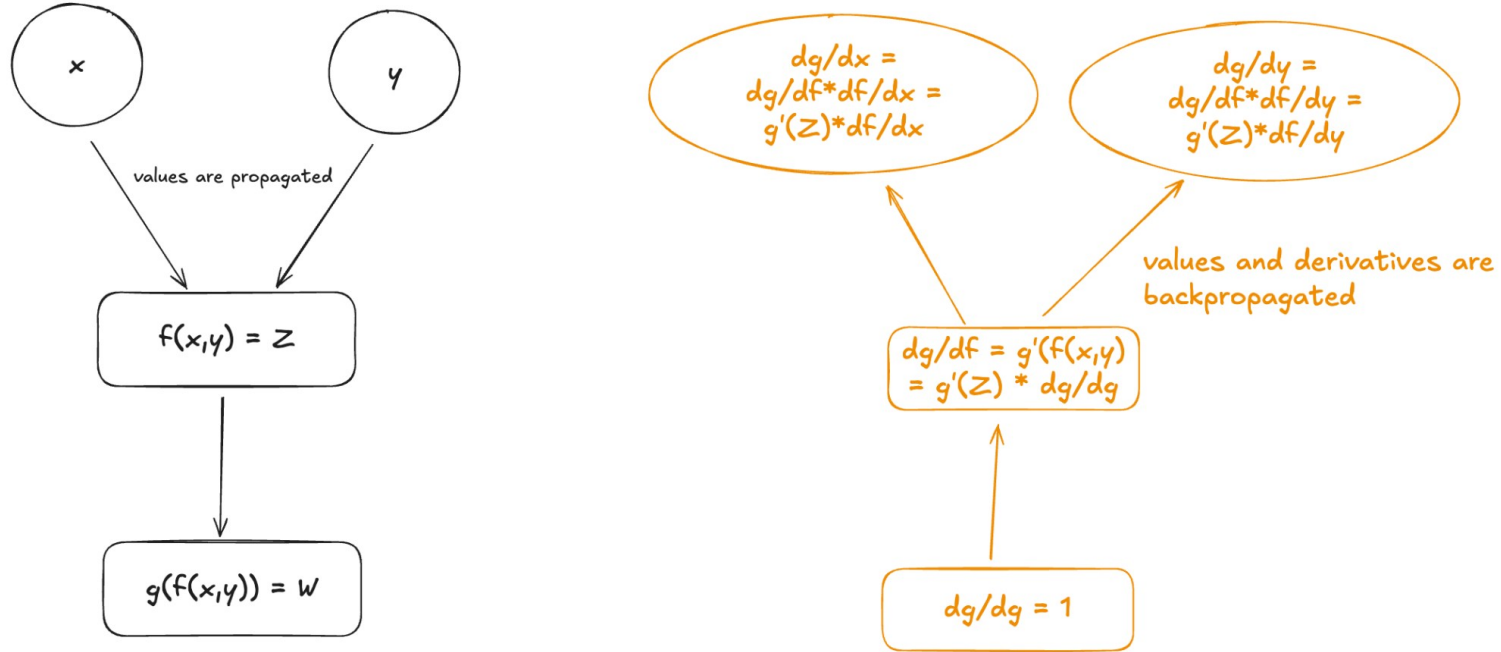 x
y
values are propagated
f(x,y) = Z
g(f(x,y)) = W
dg/dx =
dg/df*df/dx =
g'(Z)*df/dx
dg/dy =
dg/df*df/dy =
g'(Z)*df/dy
values and derivatives are
backpropagated
dg/df = g'(f(x,y)
= g'(Z) * dg/dg
dg/dg = 1